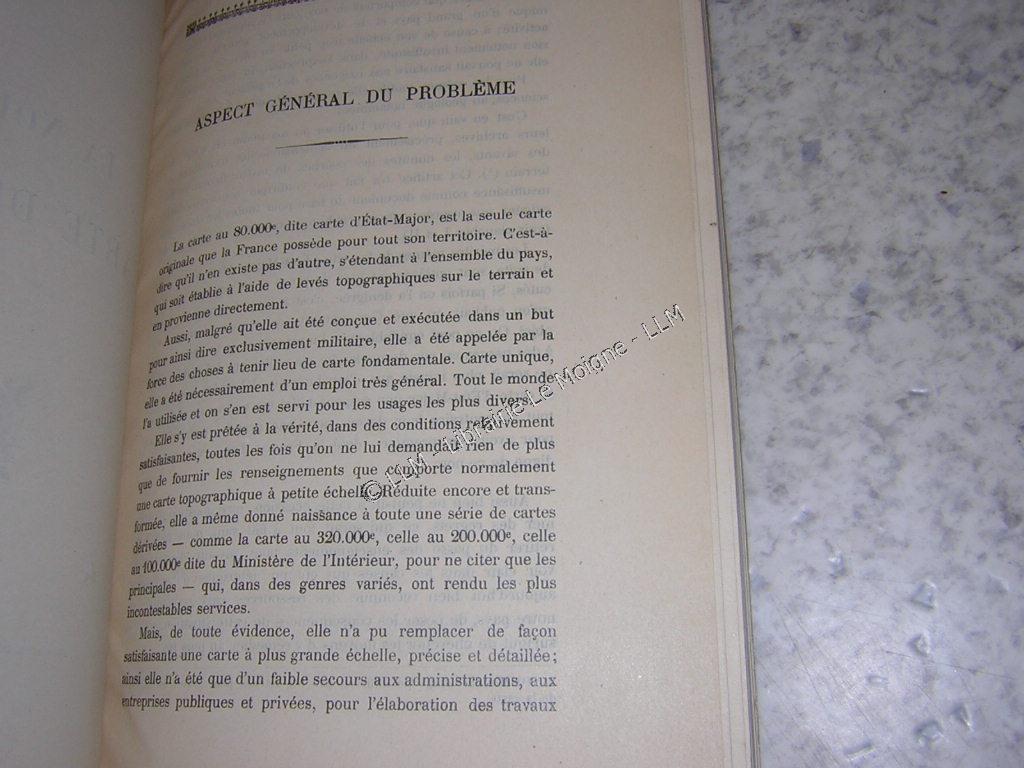 ASPECT GÉNÉRAL DU PROBLÈME
La carte au 80.000e, dite carte d'État-Major, est la seule carte
originale que la France possède pour tout son territoire. C'est-à-
dire qu'il n'en existe pas d'autre, s'étendant à l'ensemble du pays,
qui soit établie à l'aide de levés topographiques sur le terrain et
en provienne directement.
Aussi, malgré qu'elle ait été conçue et exécutée dans un but
pour ainsi dire exclusivement militaire, elle a été appelée par la
force des choses à tenir lieu de carte fondamentale. Carte unique,
elle a été nécessairement d'un emploi très général. Tout le monde
l'a utilisée et on s'en est servi pour les usages les plus divers.
Elle s'y est prêtée à la vérité, dans des conditions relativement
satisfaisantes, toutes les fois qu'on ne lui demandait rien de plus
que de fournir les renseignements que comporte normalement
une carte topographique à petite échelle. Réduite encore et trans-
formée, elle a même donné naissance à toute une série de cartes
dérivées — comme la carte au 320.000e, celle au 200.000e, celle
au 100.000e dite du Ministère de l'Intérieur, pour ne citer que les
principales — qui, dans des genres variés, ont rendu les plus
incontestables services.
Mais, de toute évidence, elle n'a pu remplacer de façon
satisfaisante une carte à plus grande échelle, précise et détaillée;
ainsi elle n'a été que d'un faible secours aux administrations, aux
entreprises publiques et privées, pour l'élaboration des travaux
© LLM - Librairie Le Moigne - LLM